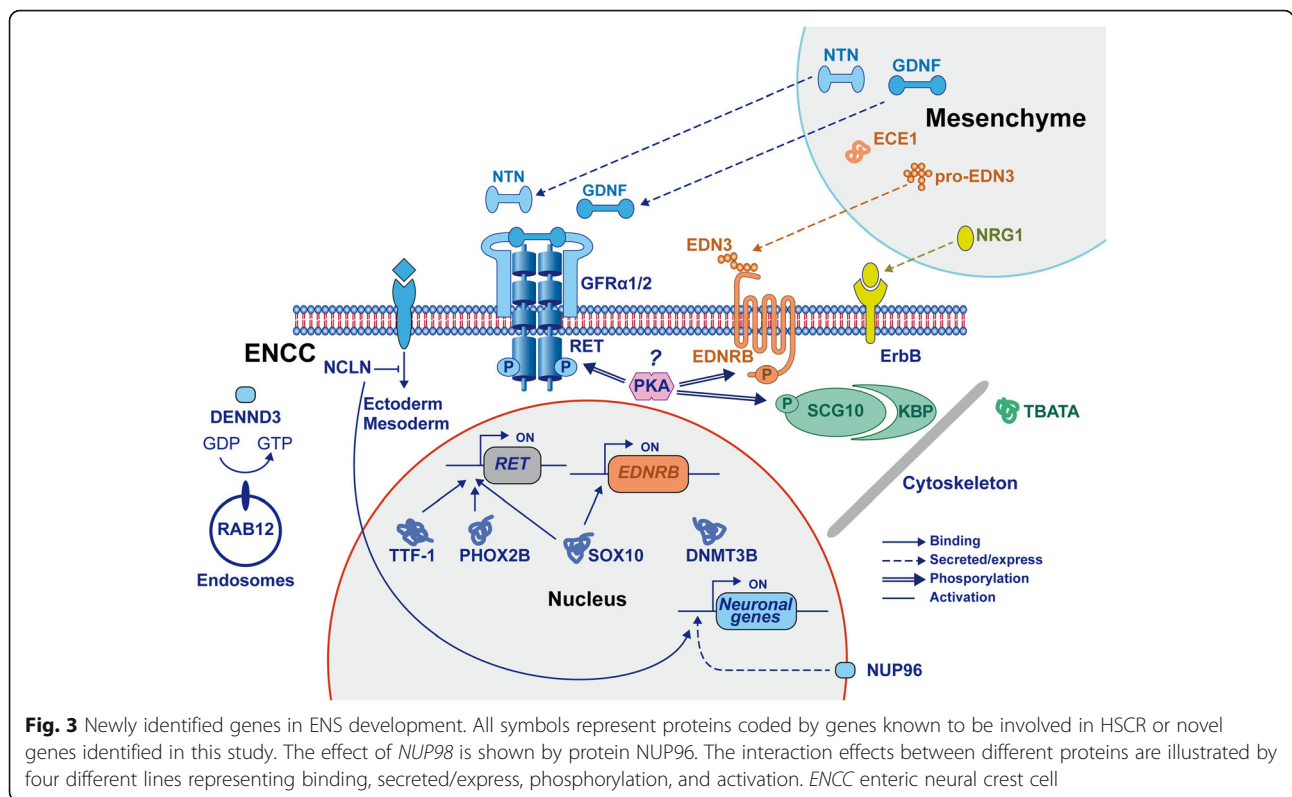 NTN
GDNF
Mesenchyme
ECE1
pro-EDN3
NRG1
NTN
GDNF
EDN3
GFRα1/2
ENCC
NCLN
RET
EDNRB
ErbB
P
P
P
?
PKA
Ectoderm
Mesoderm
P
SCG10
KBP
TBATA
DENND3
GDP
GTP
RAB12
Endosomes
ON
RET
ON
EDNRB
Cytoskeleton
TTF-1
PHOX2B
SOX10
DNMT3B
Nucleus
ON
Neuronal
genes
NUP96
Binding
Secreted/express
Phosporylation
Activation
Fig. 3 Newly identified genes in ENS development. All symbols represent proteins coded by genes known to be involved in HSCR or novel
genes identified in this study. The effect of NUP98 is shown by protein NUP96. The interaction effects between different proteins are illustrated by
four different lines representing binding, secreted/express, phosphorylation, and activation. ENCC enteric neural crest cell